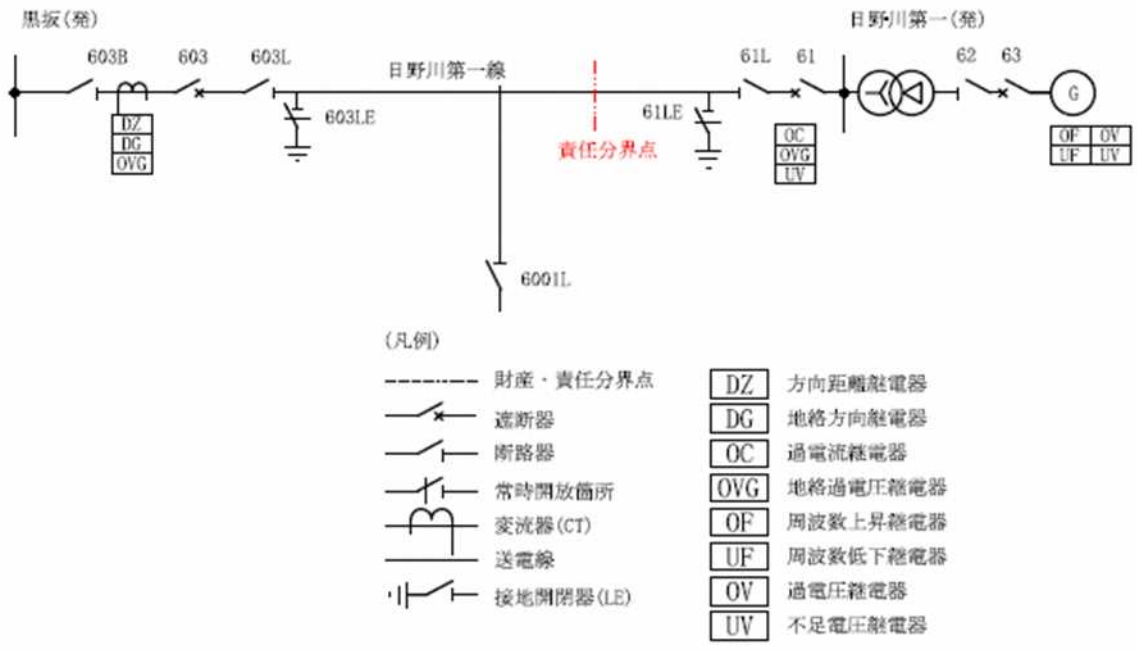 黒坂(発)
日野川第一(発)
603B
603
603L
日野川第一線
61L
61
62
63
603LE
61LE
G
DZ
DG
OVG
責任分界点
OC
OVG
UV
OF OV
UF UV
6001L
(凡例)
財産・責任分界点
遮断器
断路器
常時開放箇所
変流器(CT)
送電線
接地開閉器(LE)
DZ 方向距離継電器
DG 地絡方向継電器
OC 過電流継電器
OVG 地絡過電圧継電器
OF 周波数上昇継電器
UF 周波数低下継電器
OV 過電圧継電器
UV 不足電圧継電器